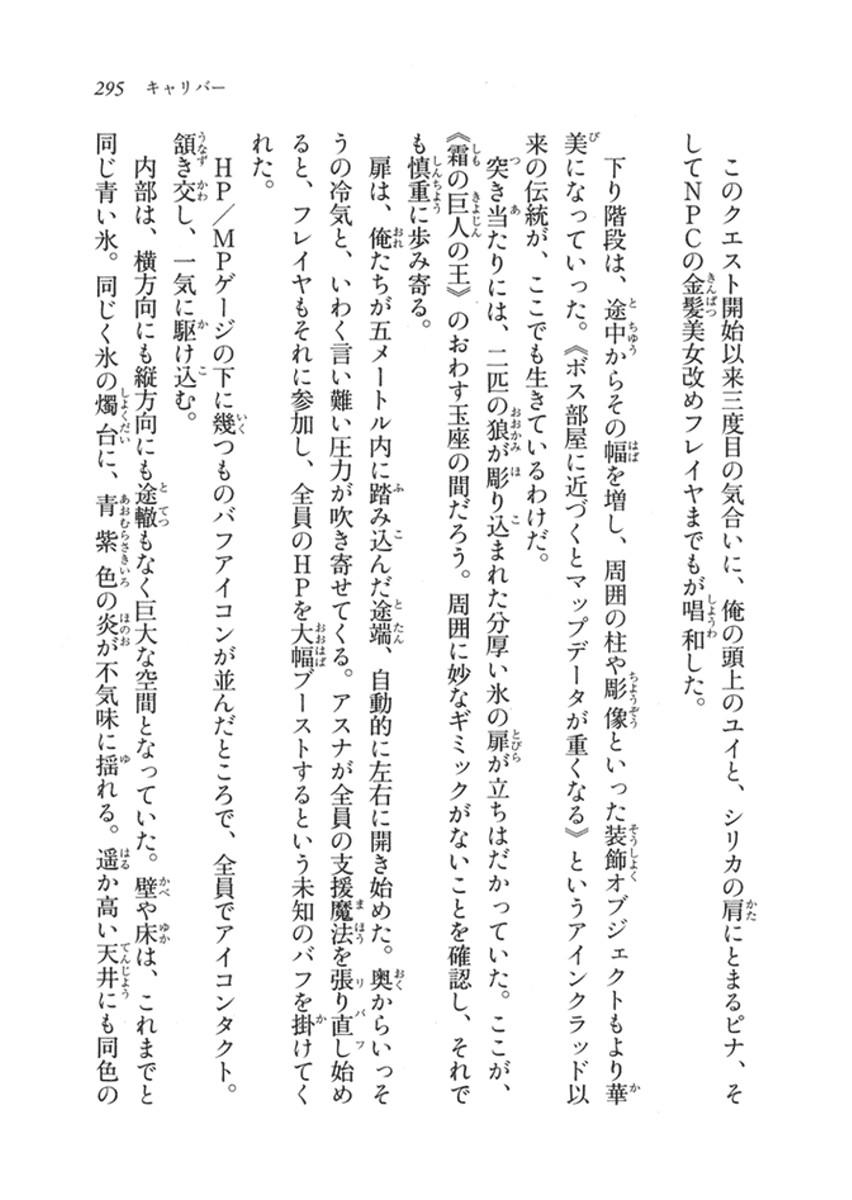 295 キャリバー
このクエスト開始以来三度目の気合いに、俺の頭上のユイと、シリカの肩にとまるピナ、そ
してNPCの金髪美女改めフレイヤまでもが唱和した。
下り階段は、途中からその幅を増し、周囲の柱や彫像といった装飾オブジェクトもより華
美になっていった。《ボス部屋に近づくとマップデータが重くなる》というアインクラッド以
来の伝統が、ここでも生きているわけだ。
突き当たりには、二匹の狼が彫り込まれた分厚い氷の扉が立ちはだかっていた。ここが、
《霜の巨人の王》のおわす玉座の間だろう。周囲に妙なギミックがないことを確認し、それで
も慎重に歩み寄る。
扉は、俺たちが五メートル内に踏み込んだ途端、自動的に左右に開き始めた。奥からいっそ
うの冷気と、いわく言い難い圧力が吹き寄せてくる。アスナが全員の支援魔法を張り直し始め
ると、フレイヤもそれに参加し、全員のHPを大幅ブーストするという未知のバフを掛けてく
れた。
HP/MPゲージの下に幾つものバフアイコンが並んだところで、全員でアイコンタクト。
頷き交し、一気に駆け込む。
内部は、横方向にも縦方向にも途轍もなく巨大な空間となっていた。壁や床は、これまでと
同じ青い氷。同じく氷の燭台に、青紫色の炎が不気味に揺れる。遥か高い天井にも同色の